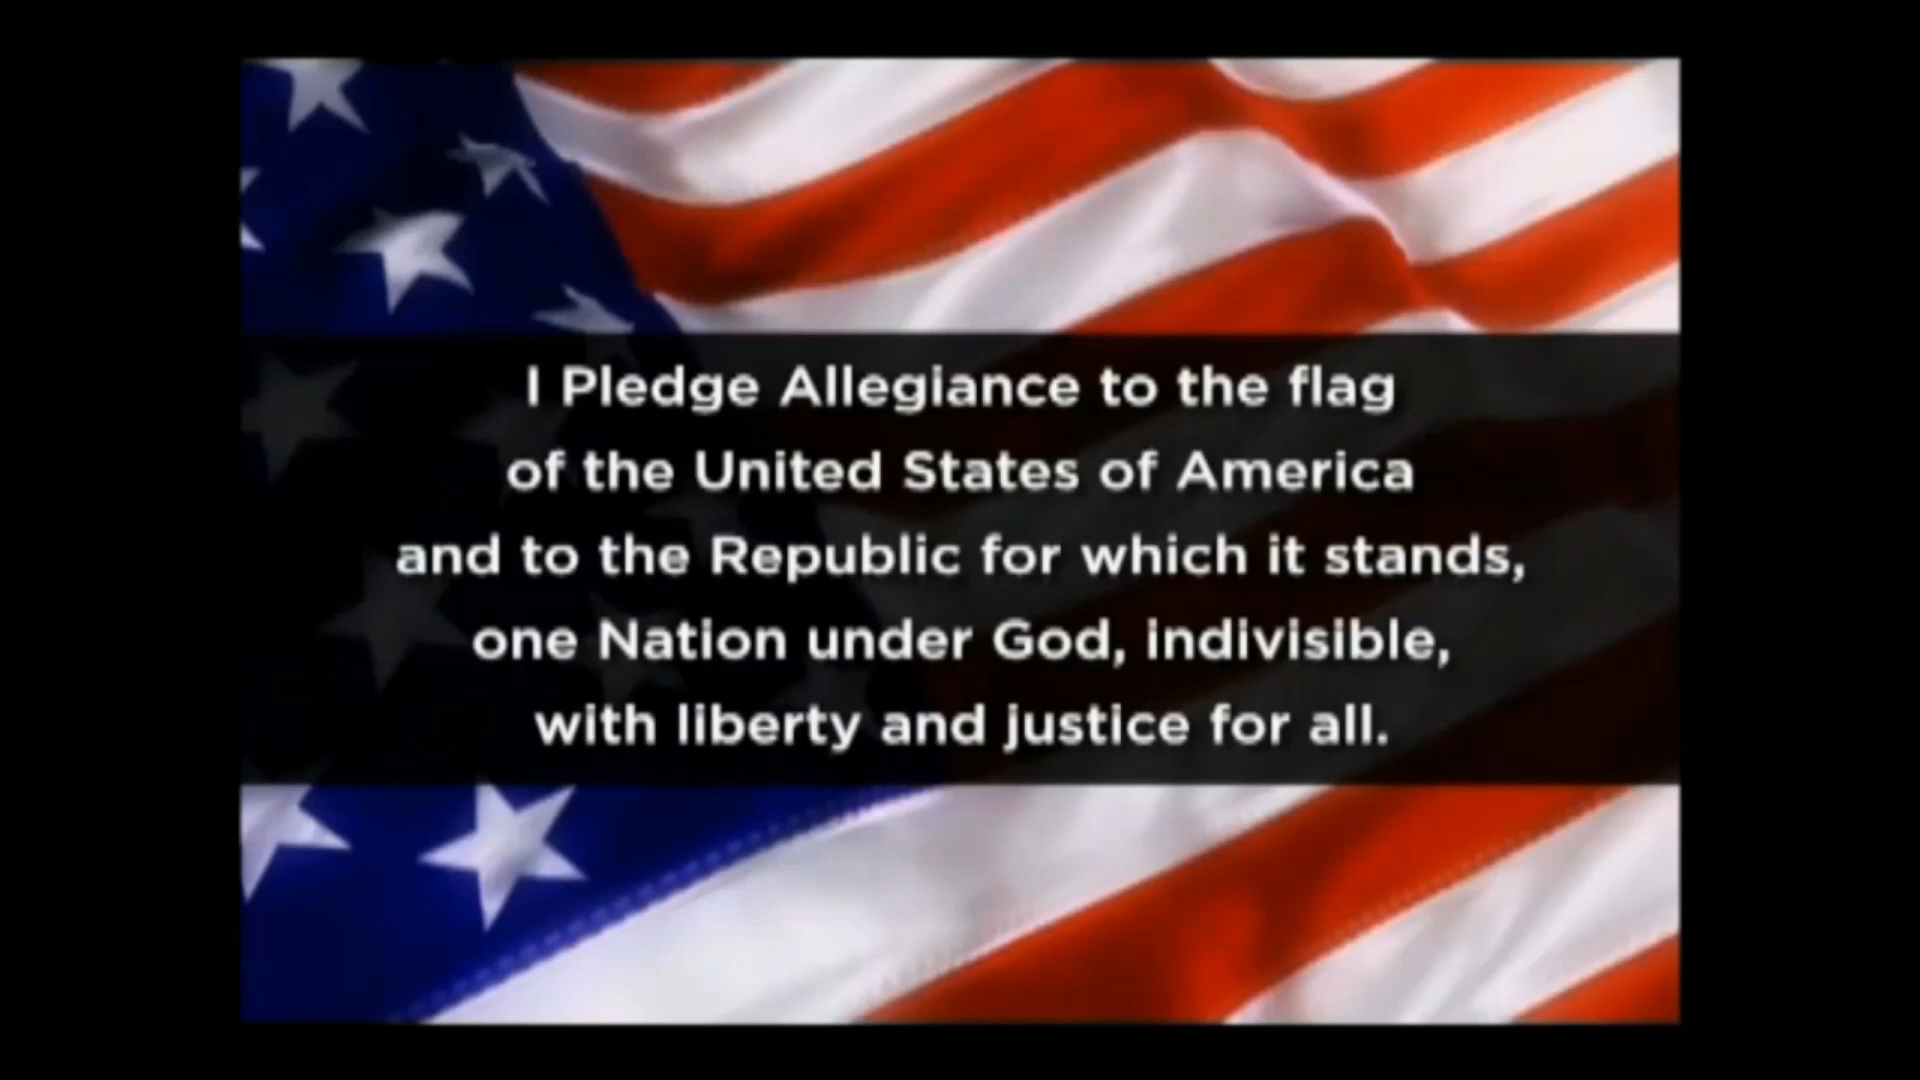 I Pledge Allegiance to the flag
of the United States of America
and to the Republic for which it stands,
one Nation under God, indivisible,
with liberty and justice for all.